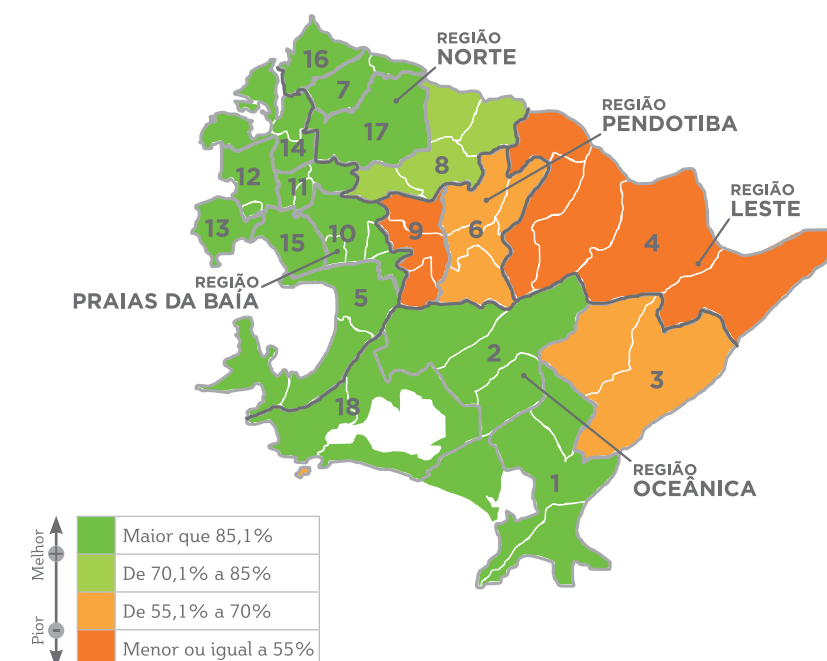 16
REGIÃO
NORTE
7
17
REGIÃO
PENDOTIBA
14
8
12
11
REGIÃO
LESTE
13
15
10
9
6
4
REGIÃO
PRAIAS DA BAÍA
5
2
3
18
REGIÃO
OCEÂNICA
1
Melhor
Pior
+
-
Maior que 85,1%
De 70,1% a 85%
De 55,1% a 70%
Menor ou igual a 55%